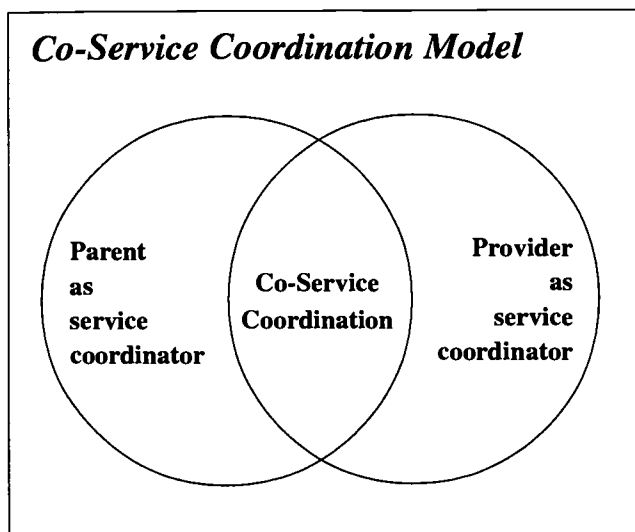 Co-Service Coordination Model
Parent
as
service
coordinator
Co-Service
Coordination
Provider
as
service
coordinator